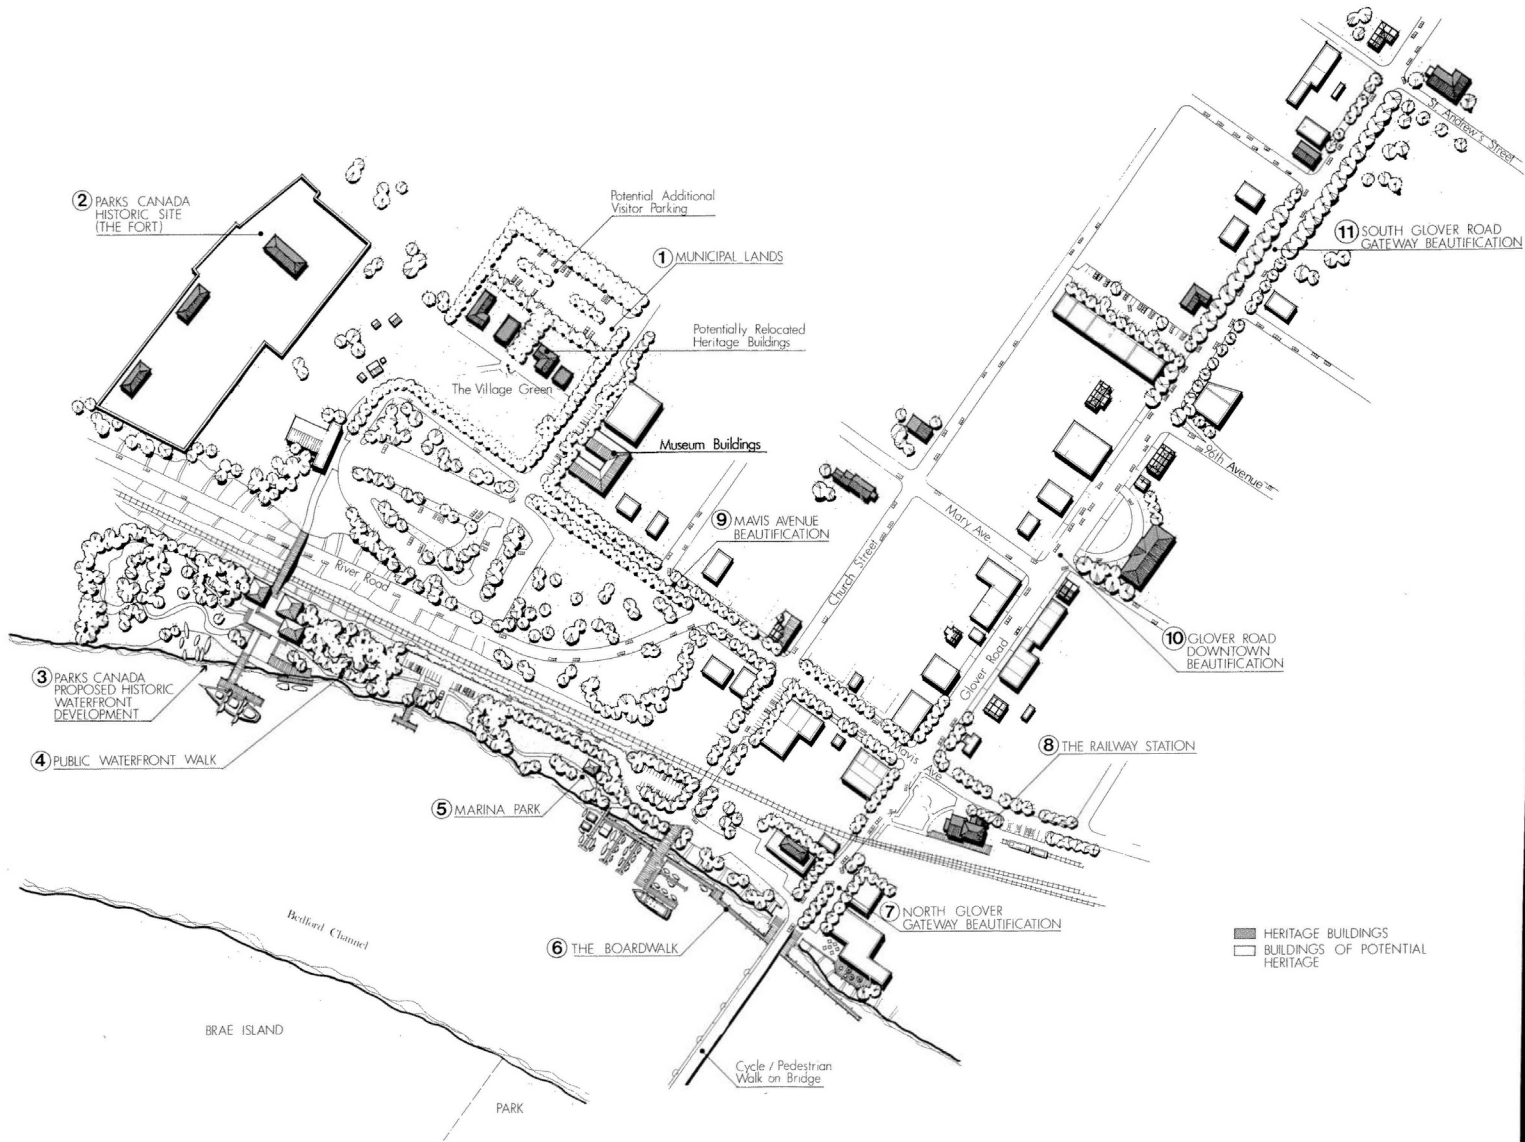 ② PARKS CANADA
HISTORIC SITE
(THE FORT)
Potential Additional
Visitor Parking
① MUNICIPAL LANDS
Potentially Relocated
Heritage Buildings
The Village Green
Museum Buildings
St. Andrew's Street
⑪ SOUTH GLOVER ROAD
GATEWAY BEAUTIFICATION
96th Avenue
Mary Ave.
Church Street
⑨ MAVIS AVENUE
BEAUTIFICATION
River Road
Glover Road
⑩ GLOVER ROAD
DOWNTOWN
BEAUTIFICATION
③ PARKS CANADA
PROPOSED HISTORIC
WATERFRONT
DEVELOPMENT
④ PUBLIC WATERFRONT WALK
Mavis
Ave.
⑧ THE RAILWAY STATION
⑤ MARINA PARK
⑦ NORTH GLOVER
GATEWAY BEAUTIFICATION
⑥ THE BOARDWALK
Bedford Channel
BRAE ISLAND
PARK
Cycle / Pedestrian
Walk on Bridge
HERITAGE BUILDINGS
BUILDINGS OF POTENTIAL
HERITAGE